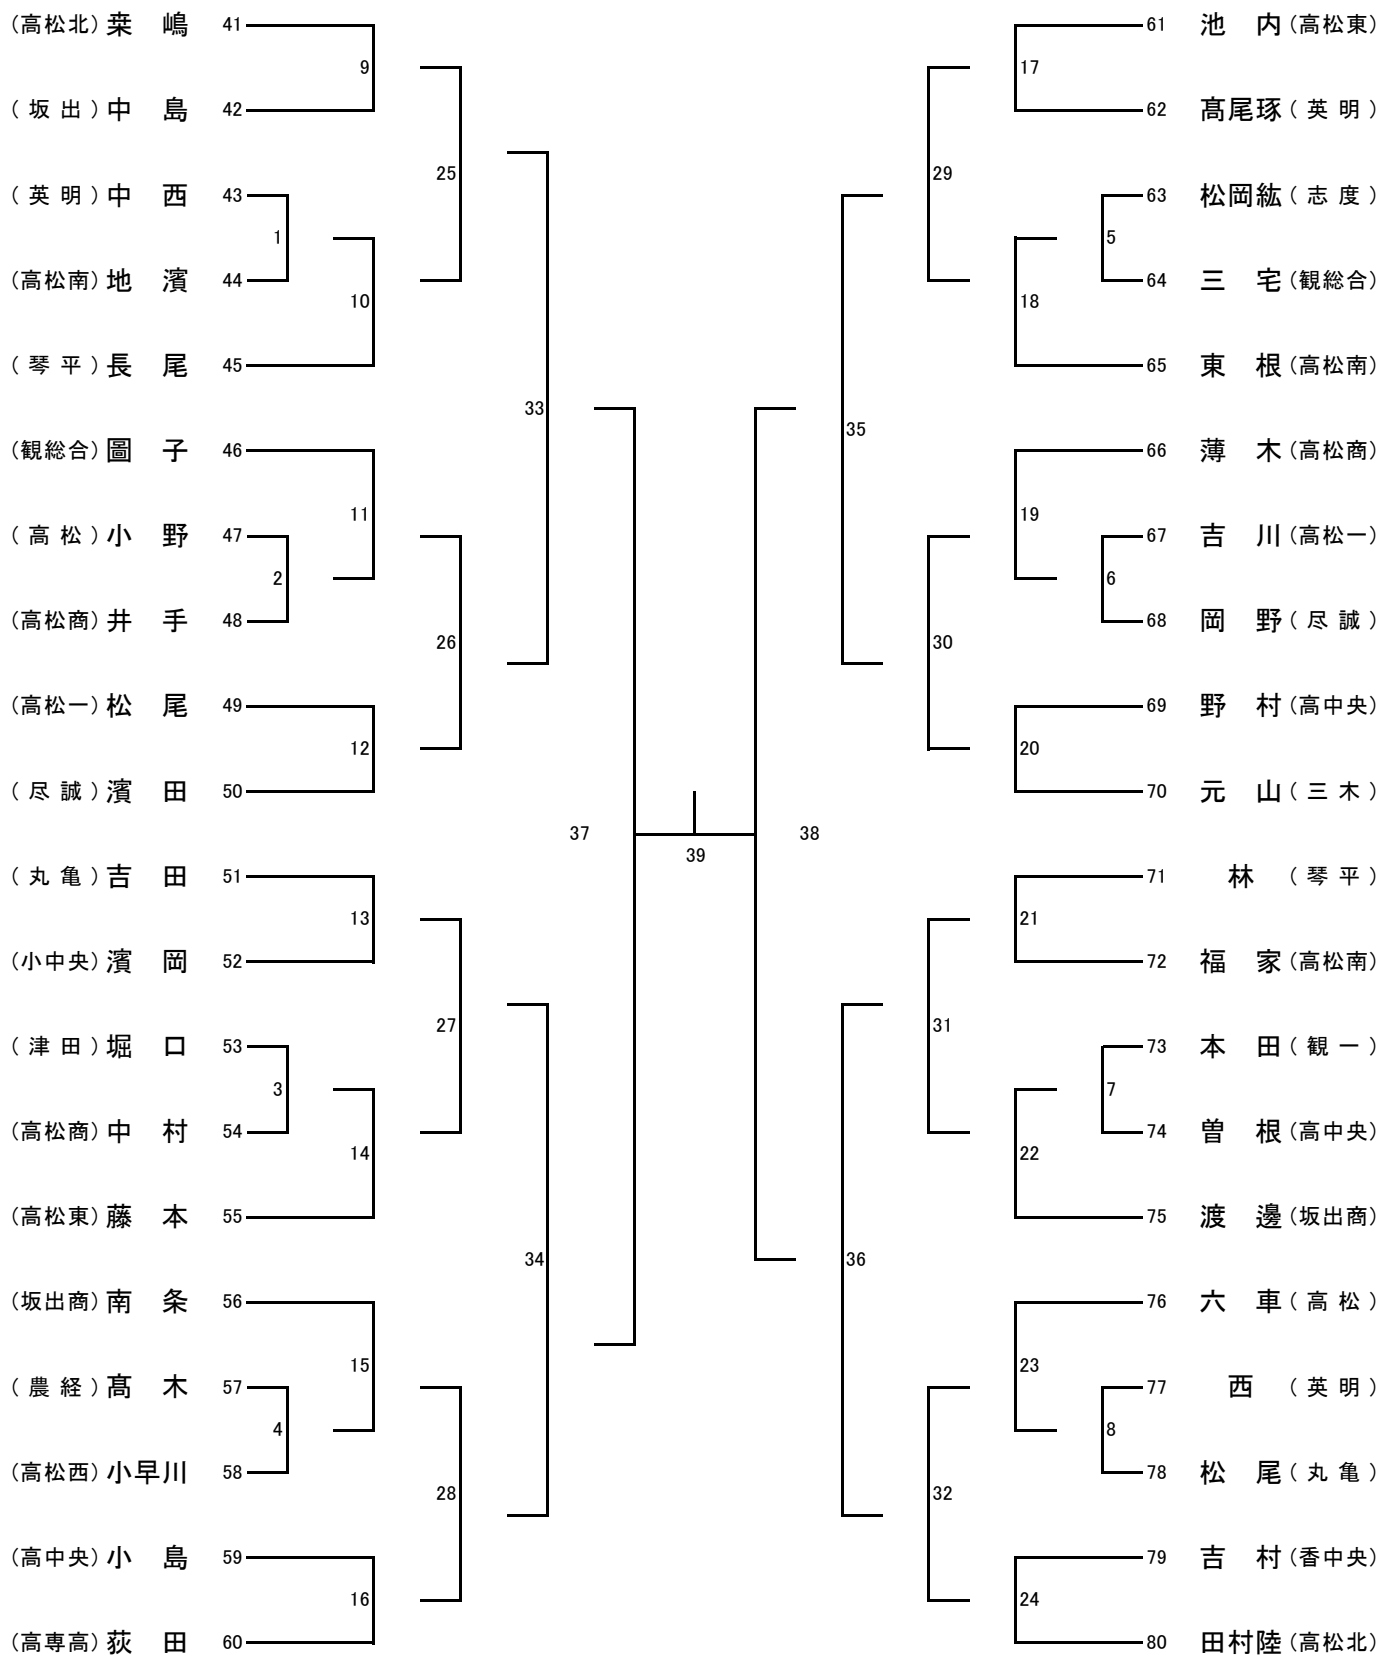 (高松北) 桒 嶋 41
(坂出) 中 島 42
(英明) 中 西 43
(高松南) 地 濱 44
(琴平) 長 尾 45
(観総合) 圖 子 46
(高松) 小 野 47
(高松商) 井 手 48
(高松一) 松 尾 49
(尽誠) 濱 田 50
(丸亀) 吉 田 51
(小中央) 濱 岡 52
(津田) 堀 口 53
(高松商) 中 村 54
(高松東) 藤 本 55
(坂出商) 南 条 56
(農経) 髙 木 57
(高松西) 小早川 58
(高中央) 小 島 59
(高専高) 荻 田 60
9
1
10
11
2
12
13
3
14
15
4
16
25
26
27
28
33
34
37
39
38
35
36
29
30
31
32
17
5
18
19
6
20
21
7
22
23
8
24
61 池 内 (高松東)
62 髙尾琢 (英明)
63 松岡紘 (志度)
64 三 宅 (観総合)
65 東 根 (高松南)
66 薄 木 (高松商)
67 吉 川 (高松一)
68 岡 野 (尽誠)
69 野 村 (高中央)
70 元 山 (三木)
71 林 (琴平)
72 福 家 (高松南)
73 本 田 (観一)
74 曽 根 (高中央)
75 渡 邊 (坂出商)
76 六 車 (高松)
77 西 (英明)
78 松 尾 (丸亀)
79 吉 村 (香中央)
80 田村陸 (高松北)